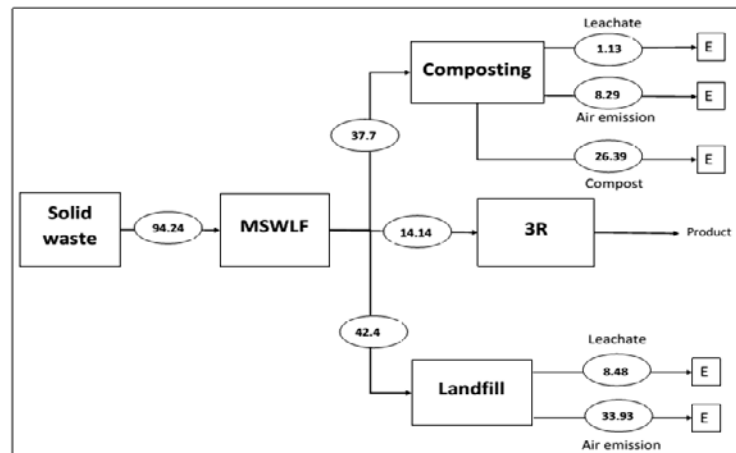 Leachate
1.13
E
Composting
8.29
E
Air emission
37.7
26.39
E
Compost
Solid
waste
94.24
MSWLF
14.14
3R
Product
42.4
Leachate
Landfill
8.48
E
33.93
E
Air emission